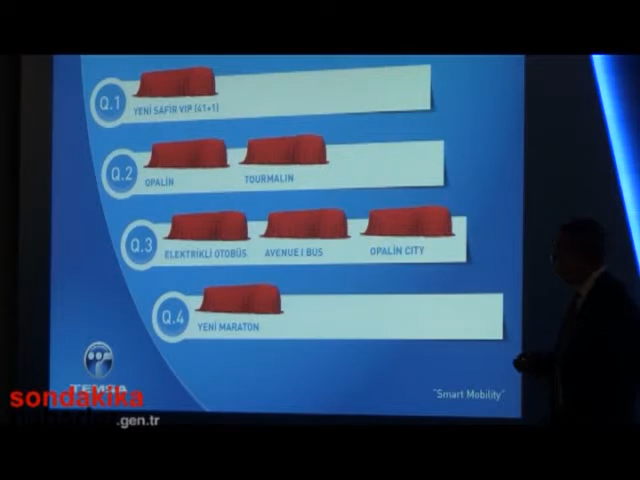 Q.1
YENİ SAFİR VIP (41+1)
Q.2
OPALİN
TOURMALIN
Q.3
ELEKTRİKLİ OTOBÜS
AVENUE I BUS
OPALİN CITY
Q.4
YENİ MARATON
TEMSA
"Smart Mobility"
sondakika
.gen.tr